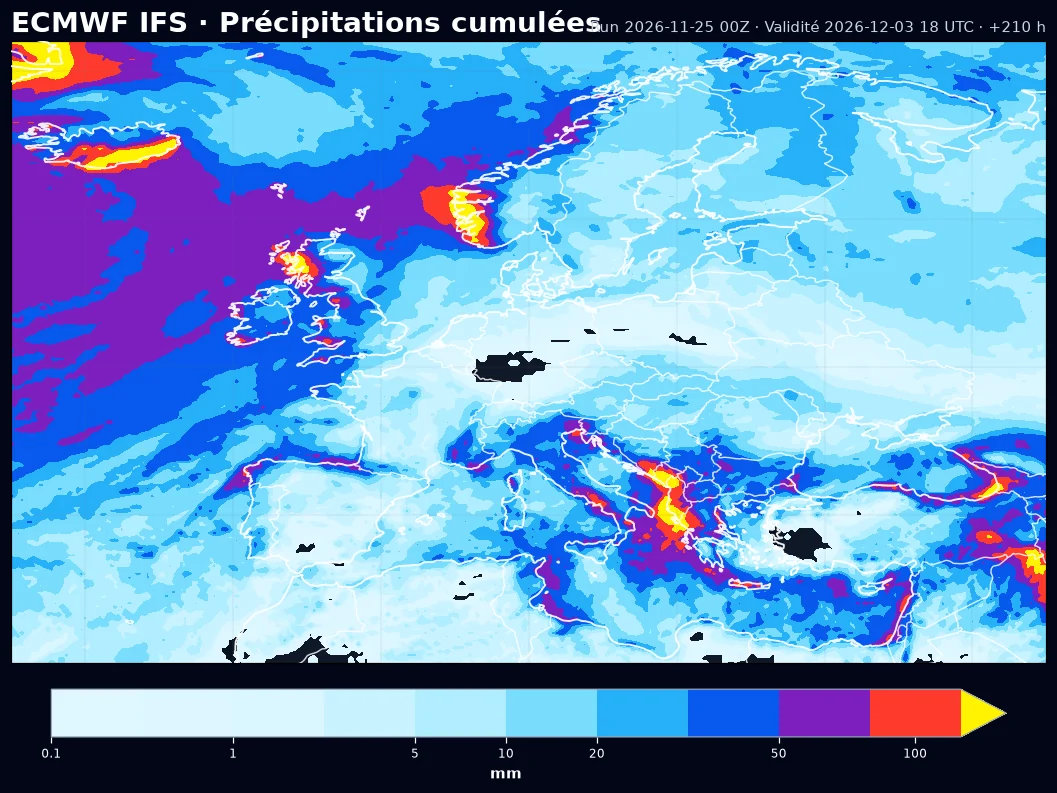 ECMWF IFS · Précipitations cumulées
Run 2026-11-25 00Z · Validité 2026-12-03 18 UTC · +210 h
0.1 1 5 10 20 50 100
mm